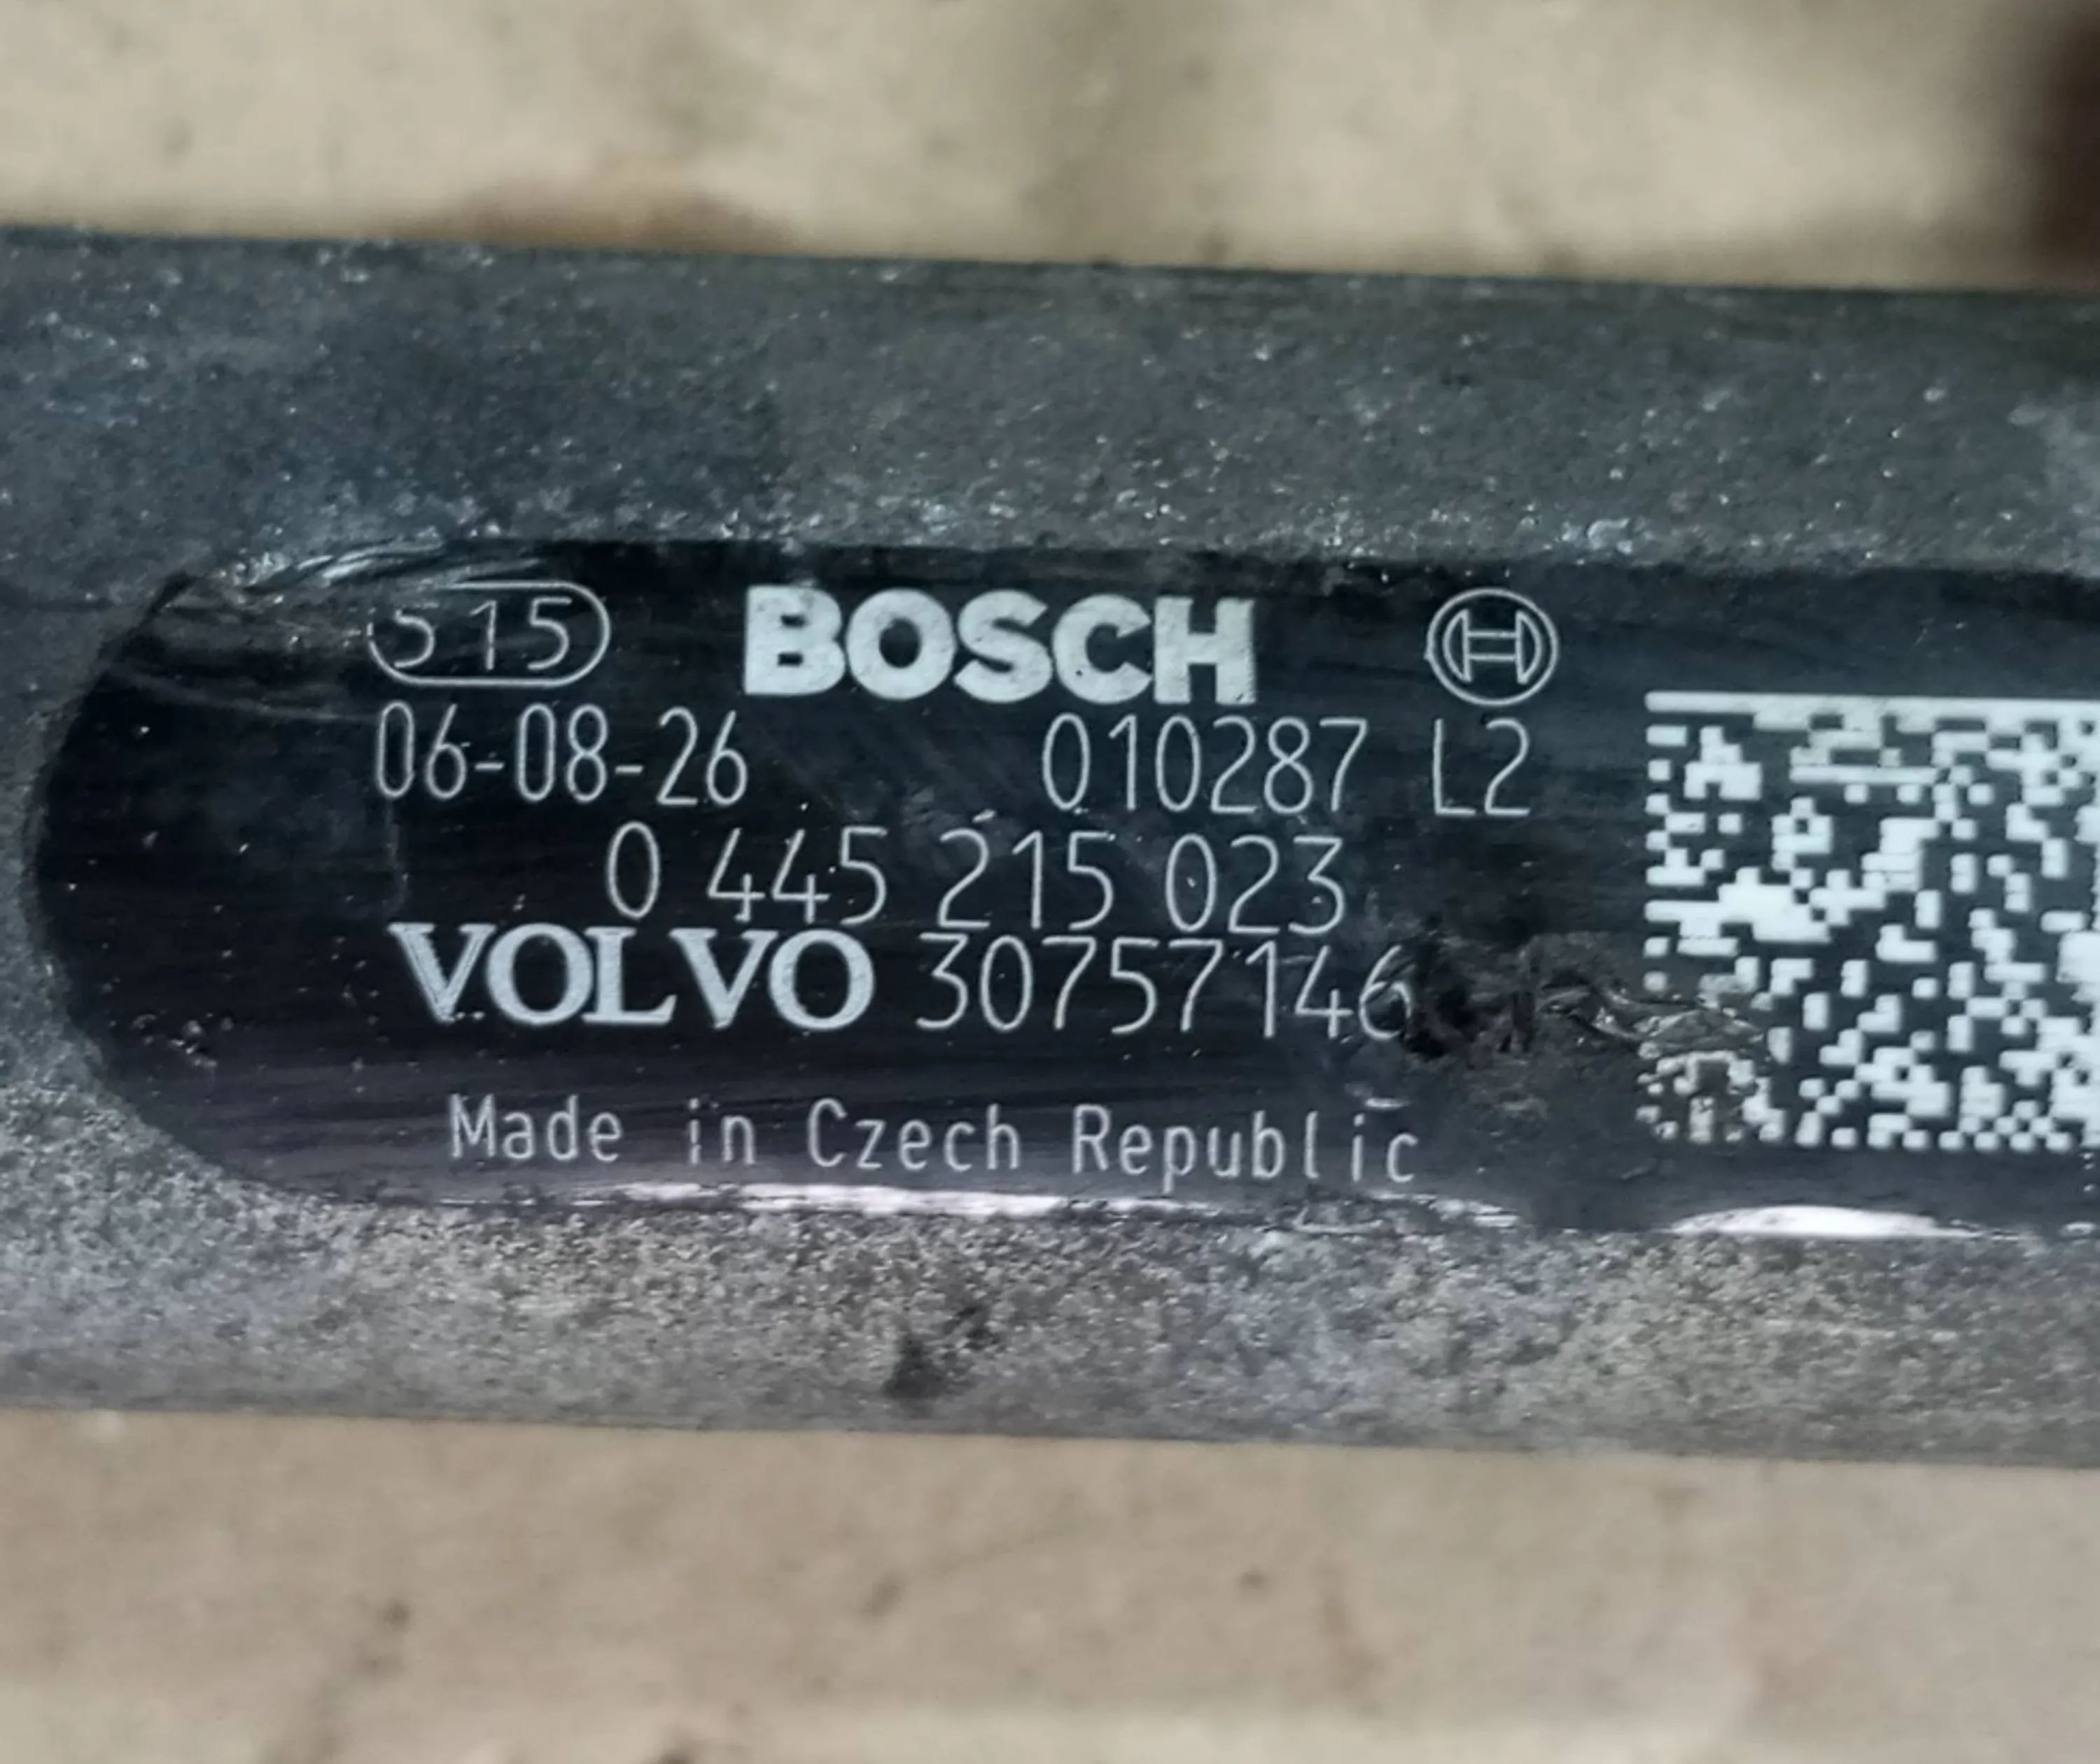 515 BOSCH
06-08-26 010287 L2
0 445 215 023
VOLVO 30757146
Made in Czech Republic